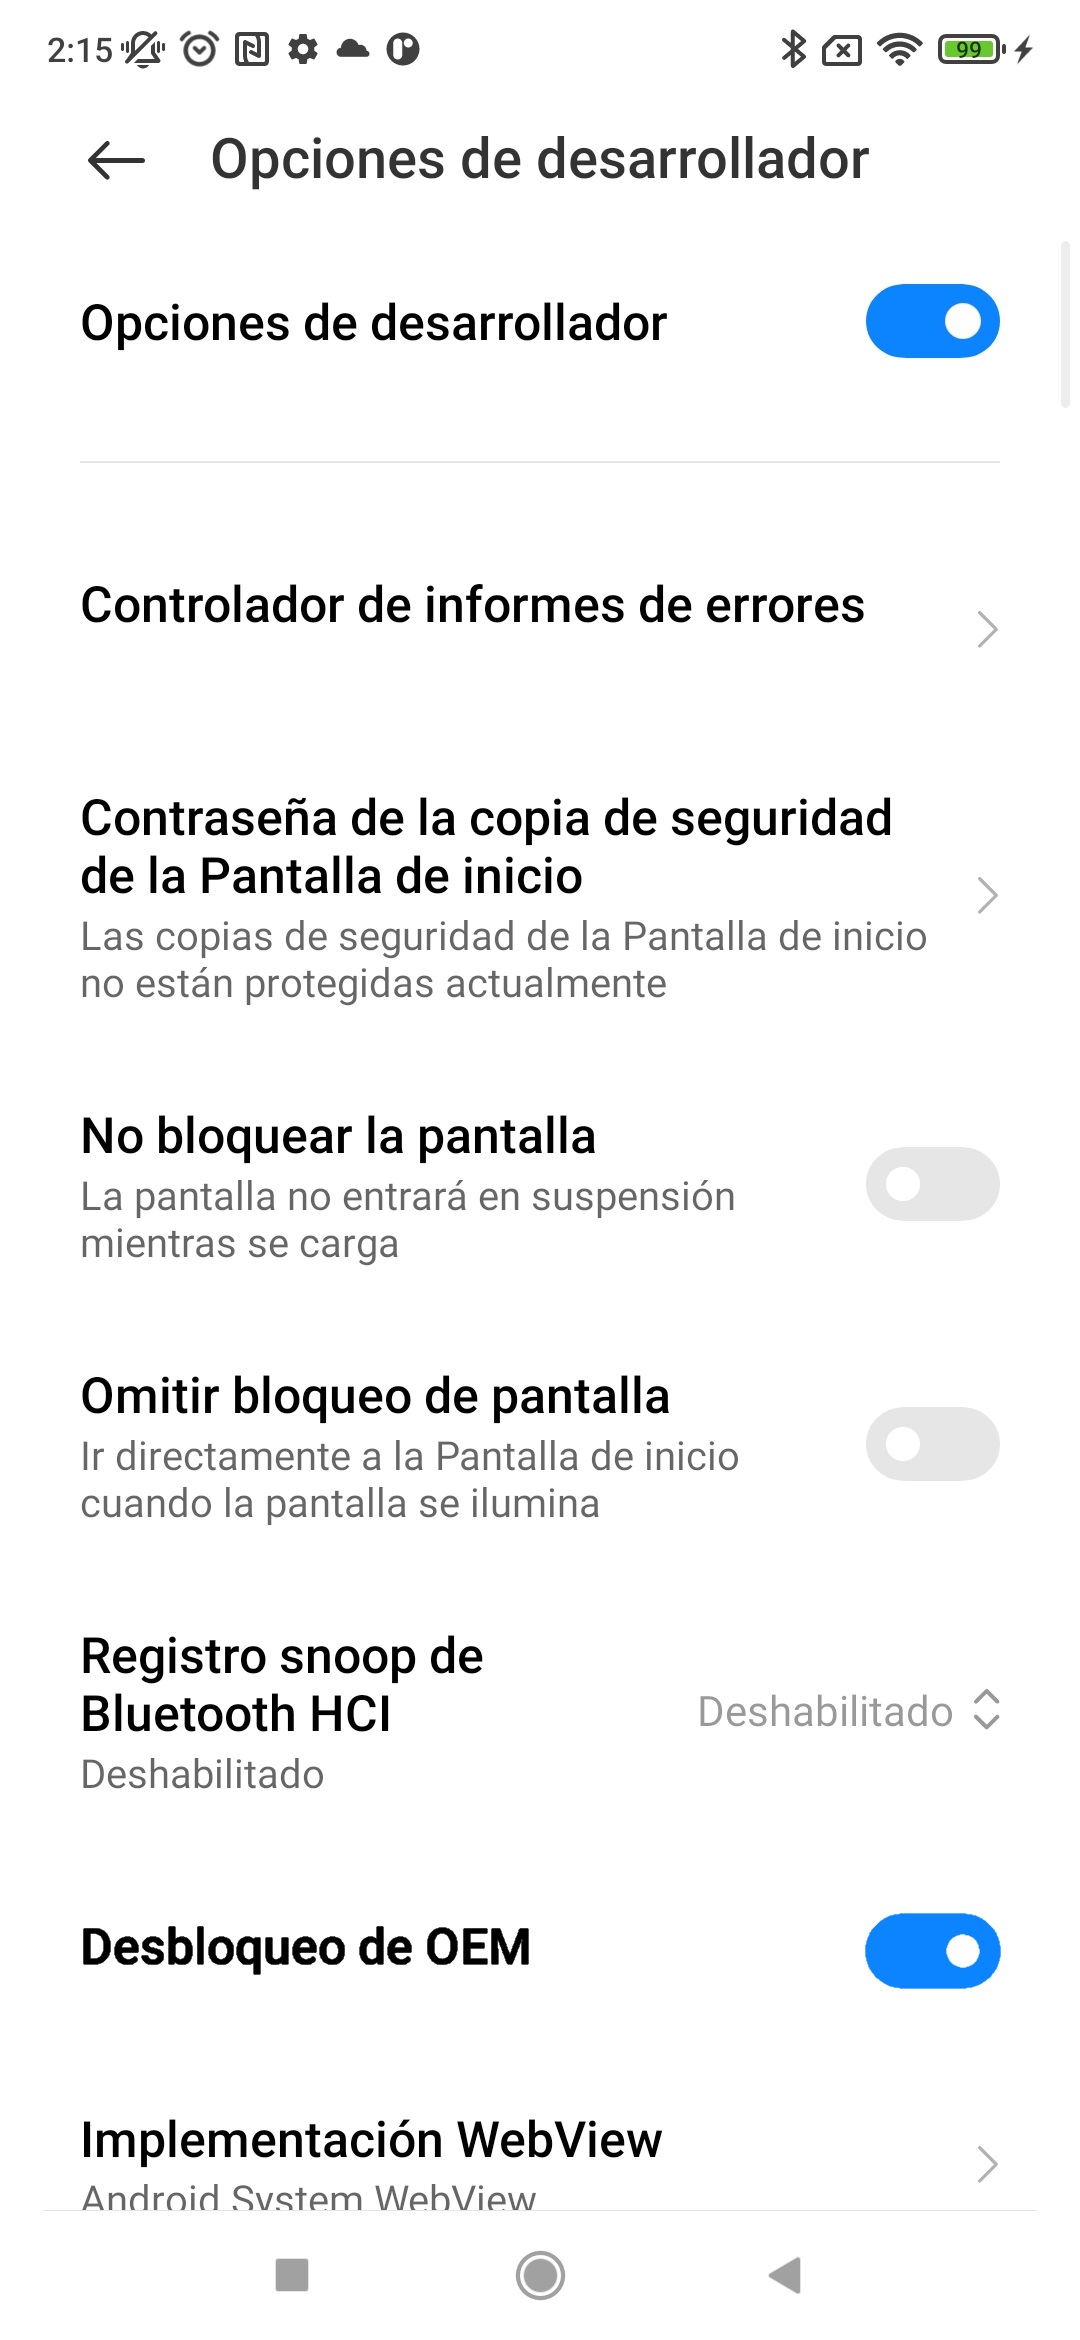 2:15
99
Opciones de desarrollador
Opciones de desarrollador
Controlador de informes de errores
Contraseña de la copia de seguridad
de la Pantalla de inicio
Las copias de seguridad de la Pantalla de inicio
no están protegidas actualmente
No bloquear la pantalla
La pantalla no entrará en suspensión
mientras se carga
Omitir bloqueo de pantalla
Ir directamente a la Pantalla de inicio
cuando la pantalla se ilumina
Registro snoop de
Bluetooth HCI
Deshabilitado
Deshabilitado
Desbloqueo de OEM
Implementación WebView
Android System WebView